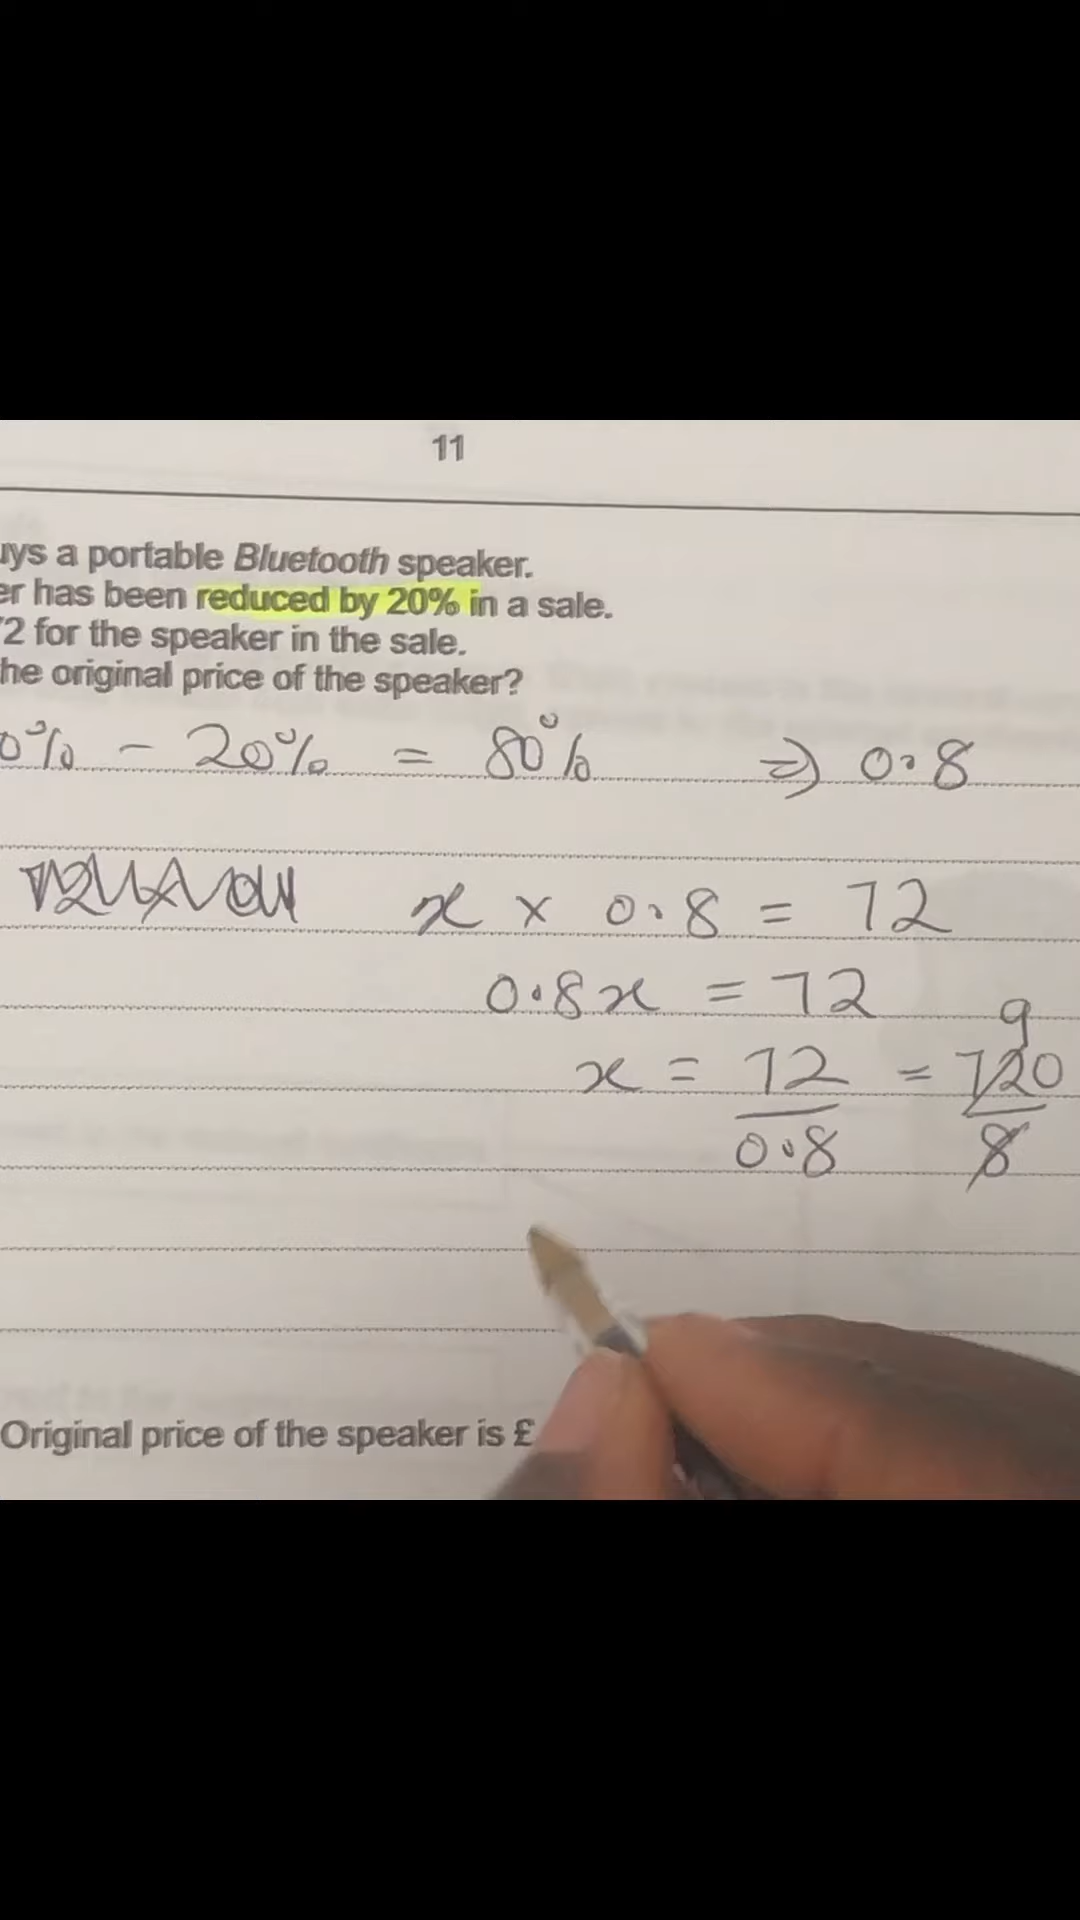 11
uys a portable Bluetooth speaker.
er has been reduced by 20% in a sale.
72 for the speaker in the sale.
he original price of the speaker?
0% - 20% = 80% ⇒ 0.8
x × 0.8 = 72
0.8x = 72
9
x = 72/0.8 = 720/8
Original price of the speaker is £